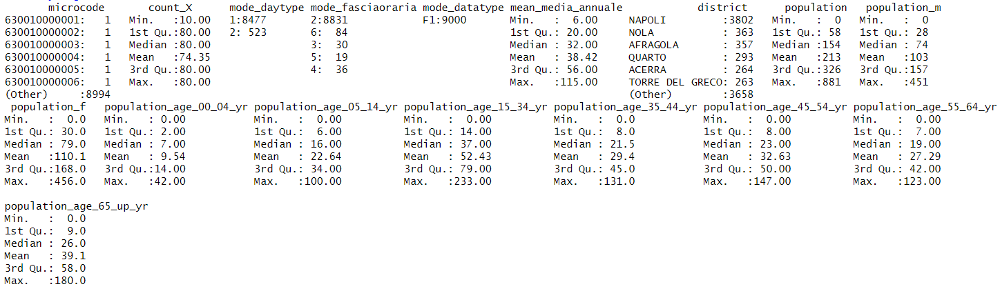 microcode count_X mode_daytype mode_fasciaoraria mode_datatype mean_media_annuale district population population_m
630010000001: 1 Min. :10.00 1:8477 2:8831 F1:9000 Min. : 6.00 NAPOLI :3802 Min. : 0 Min. : 0
630010000002: 1 1st Qu.:80.00 2: 523 6: 84 1st Qu.: 20.00 NOLA : 363 1st Qu.: 58 1st Qu.: 28
630010000003: 1 Median :80.00 3: 30 Median : 32.00 AFRAGOLA : 357 Median :154 Median : 74
630010000004: 1 Mean :74.35 5: 19 Mean : 38.42 QUARTO : 293 Mean :213 Mean :103
630010000005: 1 3rd Qu.:80.00 4: 36 3rd Qu.: 56.00 ACERRA : 264 3rd Qu.:326 3rd Qu.:157
630010000006: 1 Max. :80.00 Max. :115.00 TORRE DEL GRECO: 263 Max. :881 Max. :451
(Other) :8994 (Other) :3658
population_f population_age_00_04_yr population_age_05_14_yr population_age_15_34_yr population_age_35_44_yr population_age_45_54_yr population_age_55_64_yr
Min. : 0.0 Min. : 0.00 Min. : 0.00 Min. : 0.00 Min. : 0.0 Min. : 0.00 Min. : 0.00
1st Qu.: 30.0 1st Qu.: 2.00 1st Qu.: 6.00 1st Qu.: 14.00 1st Qu.: 8.0 1st Qu.: 8.00 1st Qu.: 7.00
Median : 79.0 Median : 7.00 Median : 16.00 Median : 37.00 Median : 21.5 Median : 23.00 Median : 19.00
Mean :110.1 Mean : 9.54 Mean : 22.64 Mean : 52.43 Mean : 29.4 Mean : 32.63 Mean : 27.29
3rd Qu.:168.0 3rd Qu.:14.00 3rd Qu.: 34.00 3rd Qu.: 79.00 3rd Qu.: 45.0 3rd Qu.: 50.00 3rd Qu.: 42.00
Max. :456.0 Max. :42.00 Max. :100.00 Max. :233.00 Max. :131.0 Max. :147.00 Max. :123.00
population_age_65_up_yr
Min. : 0.0
1st Qu.: 9.0
Median : 26.0
Mean : 39.1
3rd Qu.: 58.0
Max. :180.0